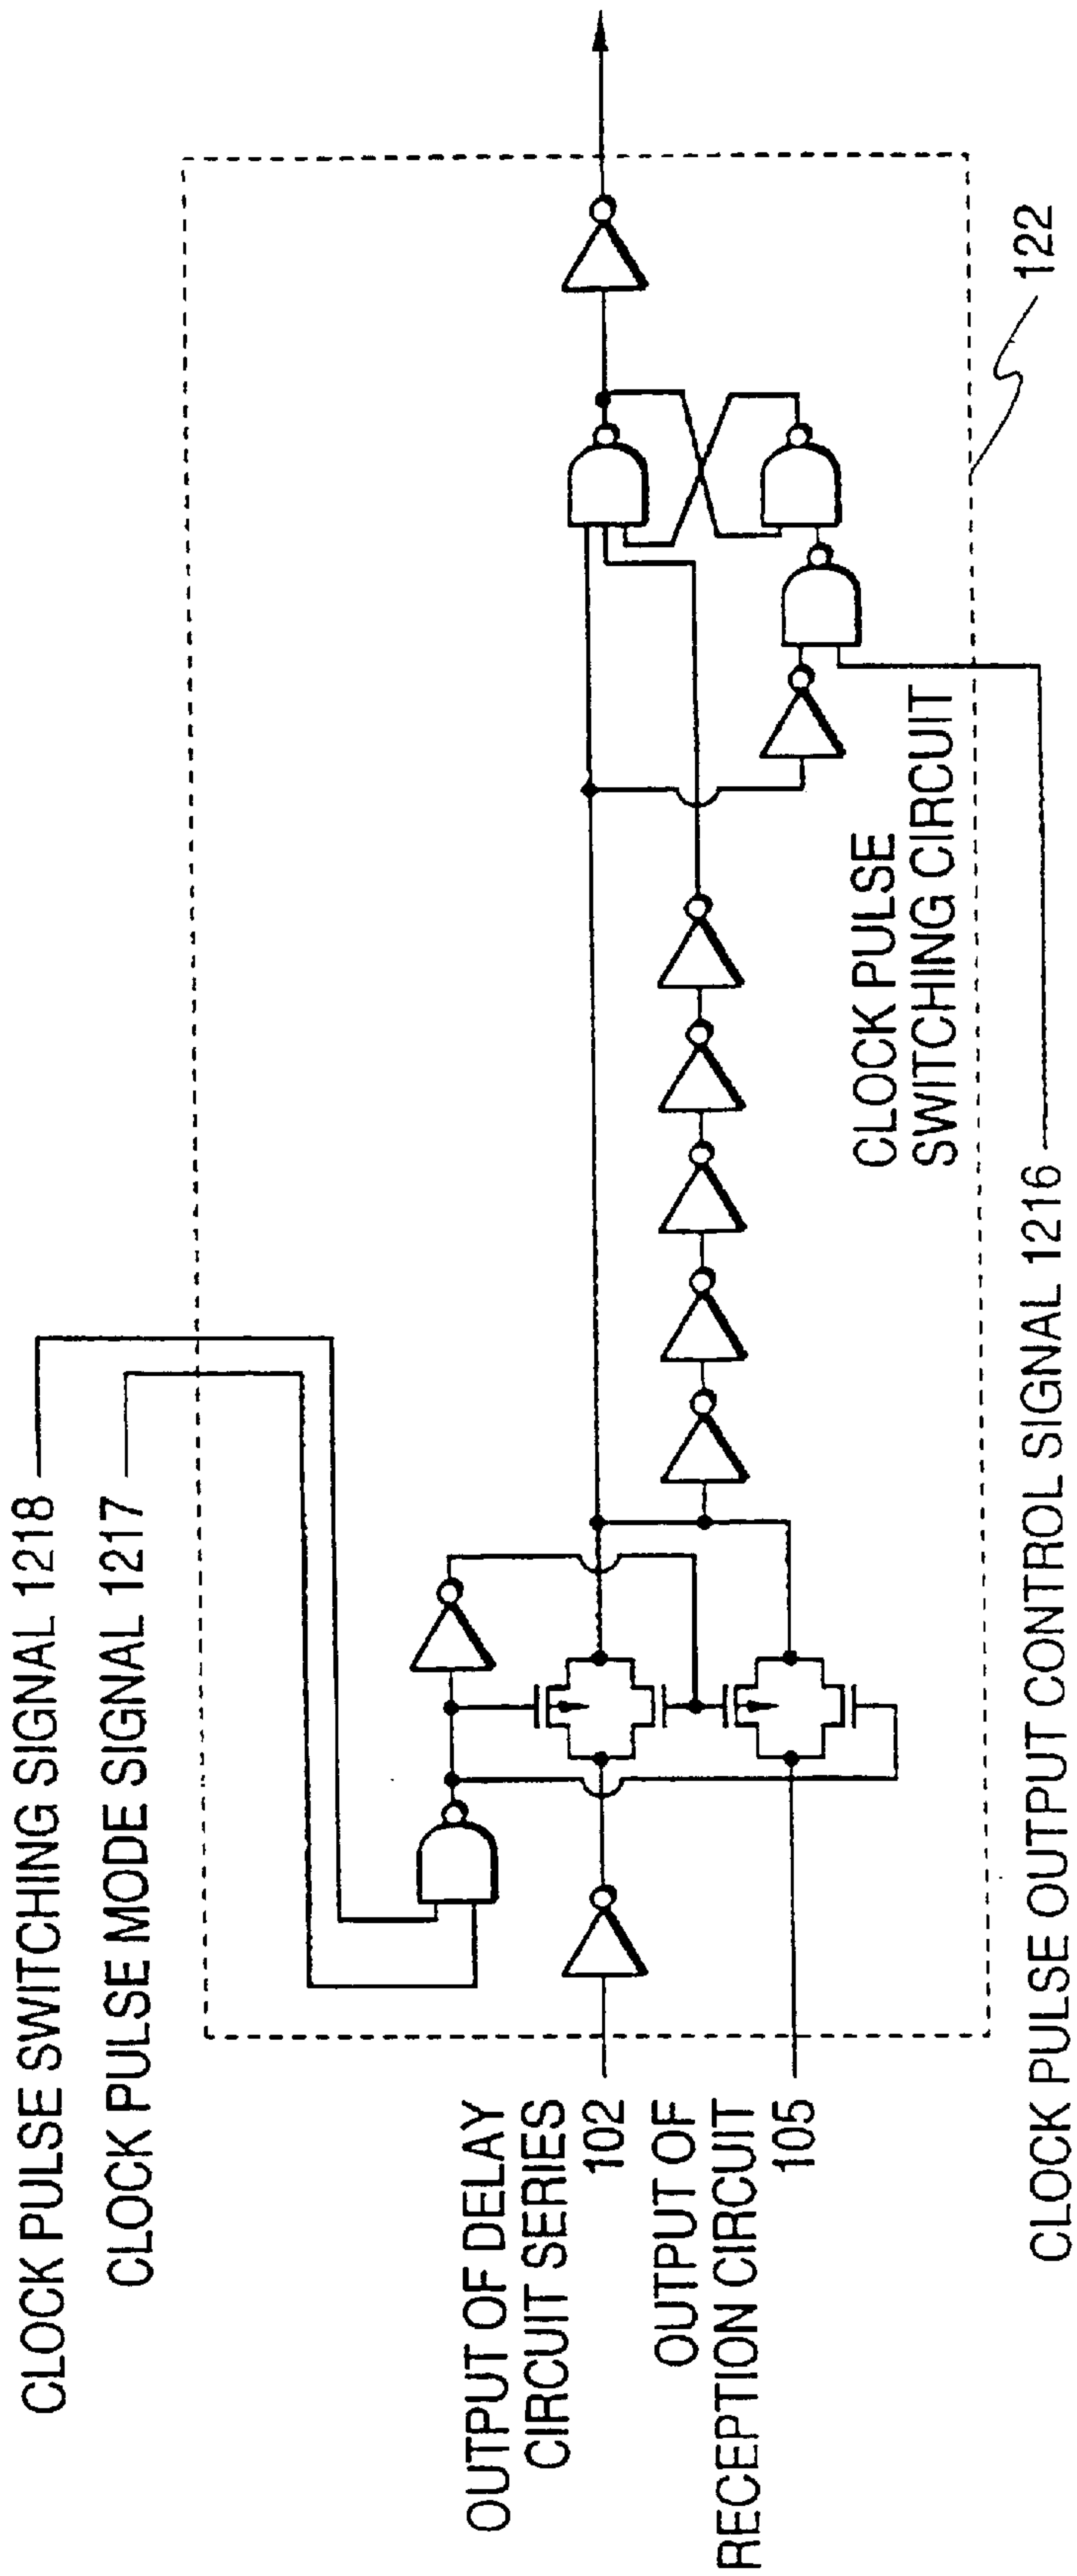 CLOCK PULSE SWITCHING SIGNAL 1218
CLOCK PULSE MODE SIGNAL 1217
OUTPUT OF DELAY
CIRCUIT SERIES
102
OUTPUT OF
RECEPTION CIRCUIT
105
CLOCK PULSE
SWITCHING CIRCUIT
122
CLOCK PULSE OUTPUT CONTROL SIGNAL 1216